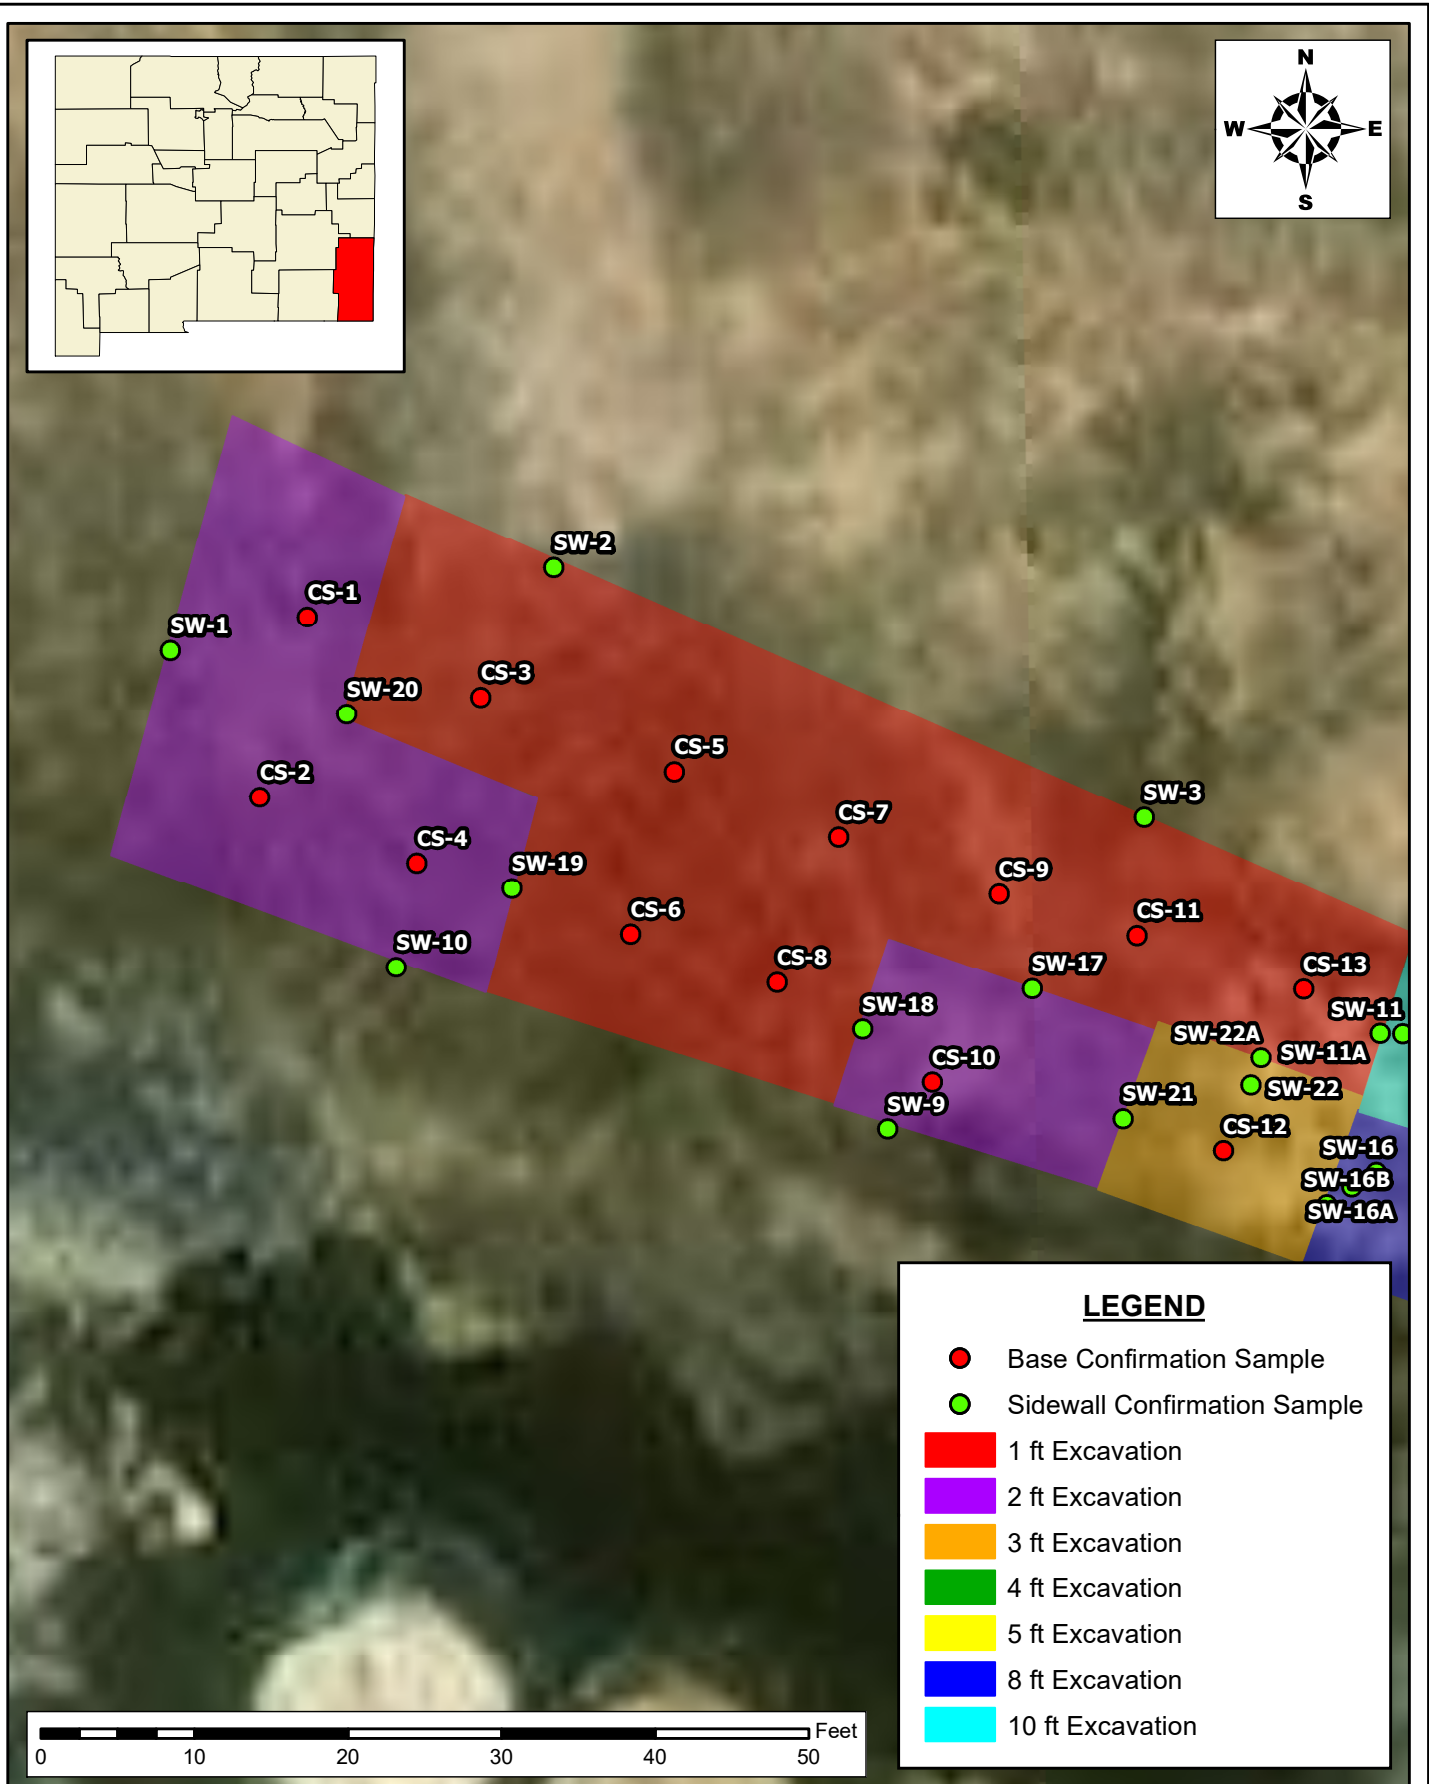 N
W E
S
SW-2
CS-1
SW-1
CS-3
SW-20
CS-5
CS-2
SW-3
CS-7
CS-4
SW-19
CS-9
CS-6
CS-11
SW-10
CS-8
SW-17
CS-13
SW-18
SW-11
SW-22A
SW-11A
CS-10
SW-22
SW-21
SW-9
CS-12
SW-16
SW-16B
SW-16A
LEGEND
Base Confirmation Sample
Sidewall Confirmation Sample
1 ft Excavation
2 ft Excavation
3 ft Excavation
4 ft Excavation
5 ft Excavation
8 ft Excavation
10 ft Excavation
Feet
0 10 20 30 40 50